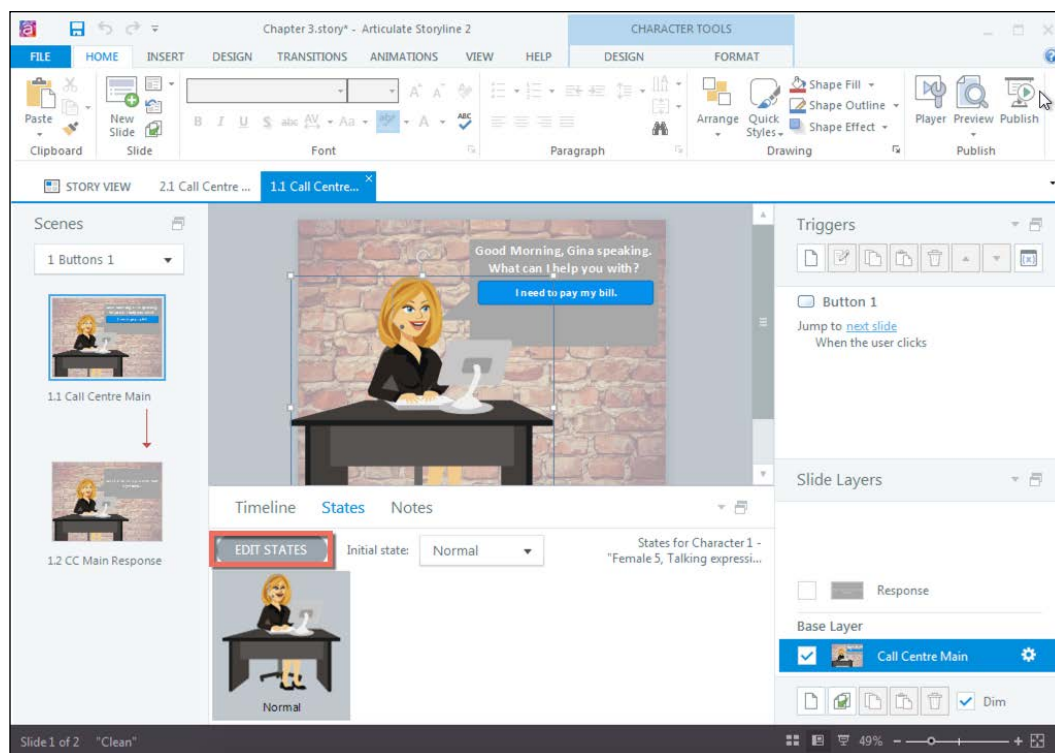 Chapter 3.story* - Articulate Storyline 2
CHARACTER TOOLS
FILE HOME INSERT DESIGN TRANSITIONS ANIMATIONS VIEW HELP DESIGN FORMAT
Paste
New
Slide
B I U S abc AV Aa A ABC
A A
Arrange
Quick
Styles
Shape Fill
Shape Outline
Shape Effect
Player Preview Publish
Clipboard Slide Font Paragraph Drawing Publish
STORY VIEW 2.1 Call Centre ... 1.1 Call Centre...
Scenes
1 Buttons 1
1.1 Call Centre Main
1.2 CC Main Response
Good Morning, Gina speaking.
What can I help you with?
I need to pay my bill.
Timeline States Notes
EDIT STATES Initial state: Normal
States for Character 1 -
"Female 5, Talking expressi...
Normal
Triggers
Button 1
Jump to next slide
When the user clicks
Slide Layers
Response
Base Layer
Call Centre Main
Dim
Slide 1 of 2 "Clean" 49%